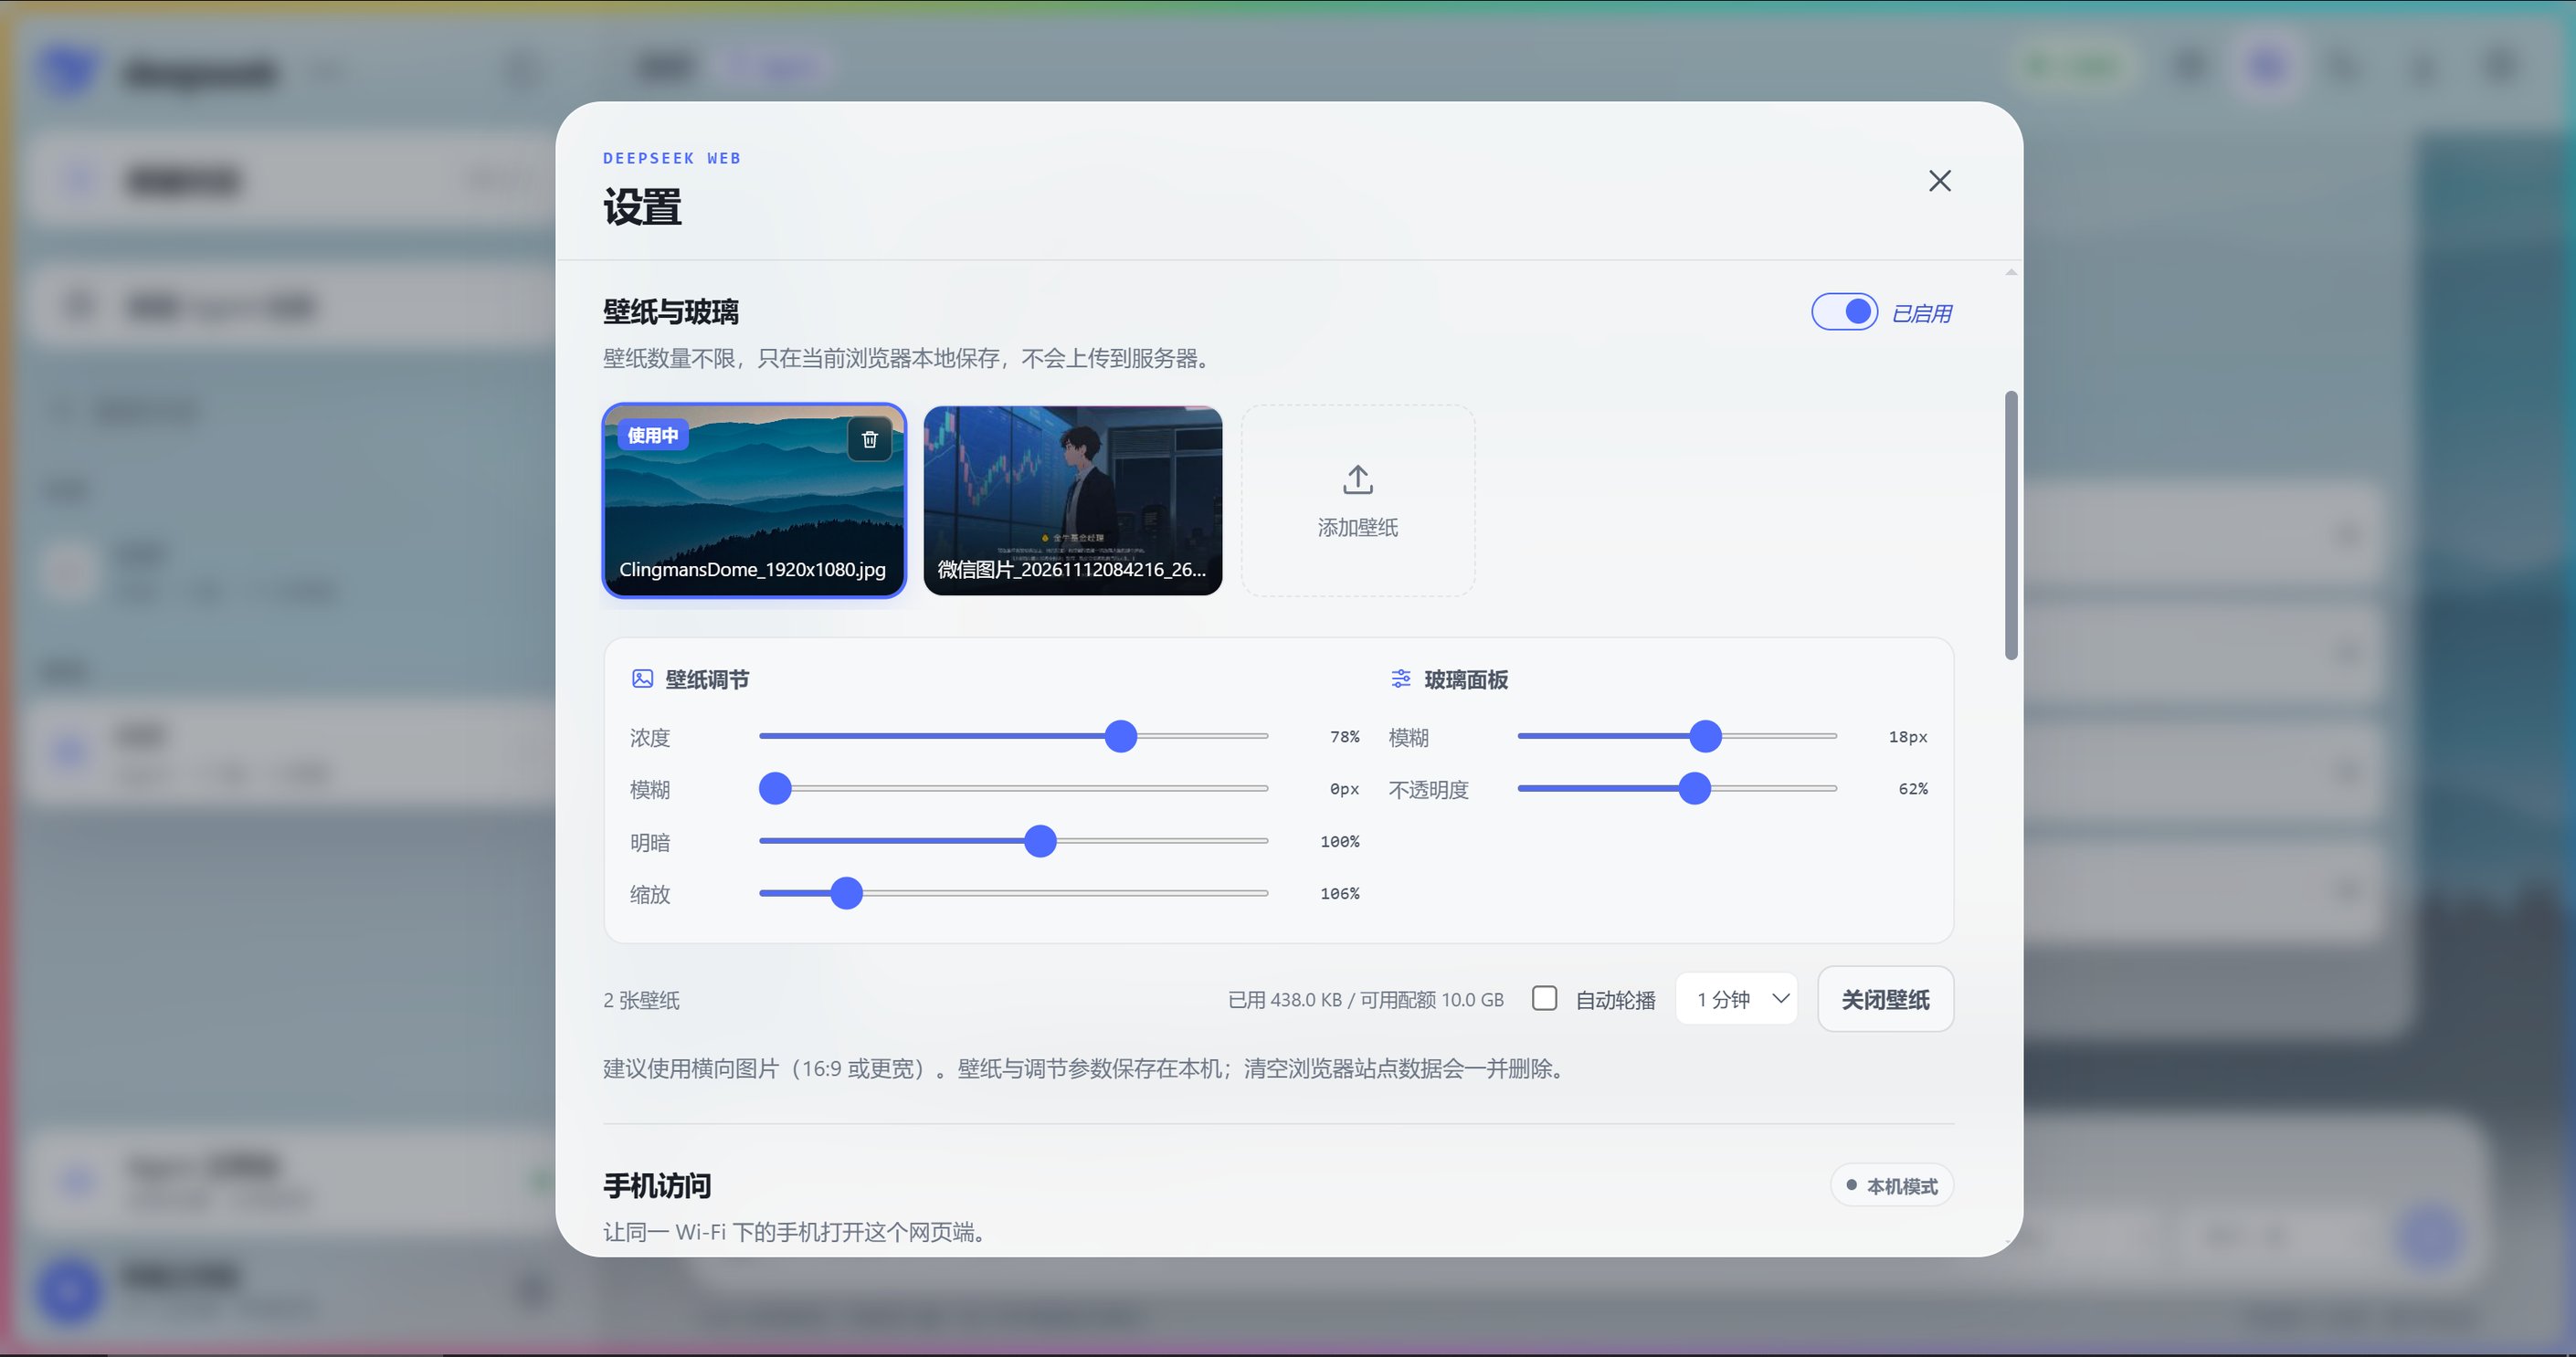 deepseek
DEEPSEEK WEB
设置
壁纸与玻璃
已启用
壁纸数量不限，只在当前浏览器本地保存，不会上传到服务器。
使用中
ClingmansDome_1920x1080.jpg
金牛基金经理
微信图片_20261112084216_26...
添加壁纸
壁纸调节
浓度
78%
模糊
0px
明暗
100%
缩放
106%
玻璃面板
模糊
18px
不透明度
62%
2 张壁纸
已用 438.0 KB / 可用配额 10.0 GB
自动轮播
1 分钟
关闭壁纸
建议使用横向图片（16:9 或更宽）。壁纸与调节参数保存在本机；清空浏览器站点数据会一并删除。
手机访问
本机模式
让同一 Wi-Fi 下的手机打开这个网页端。